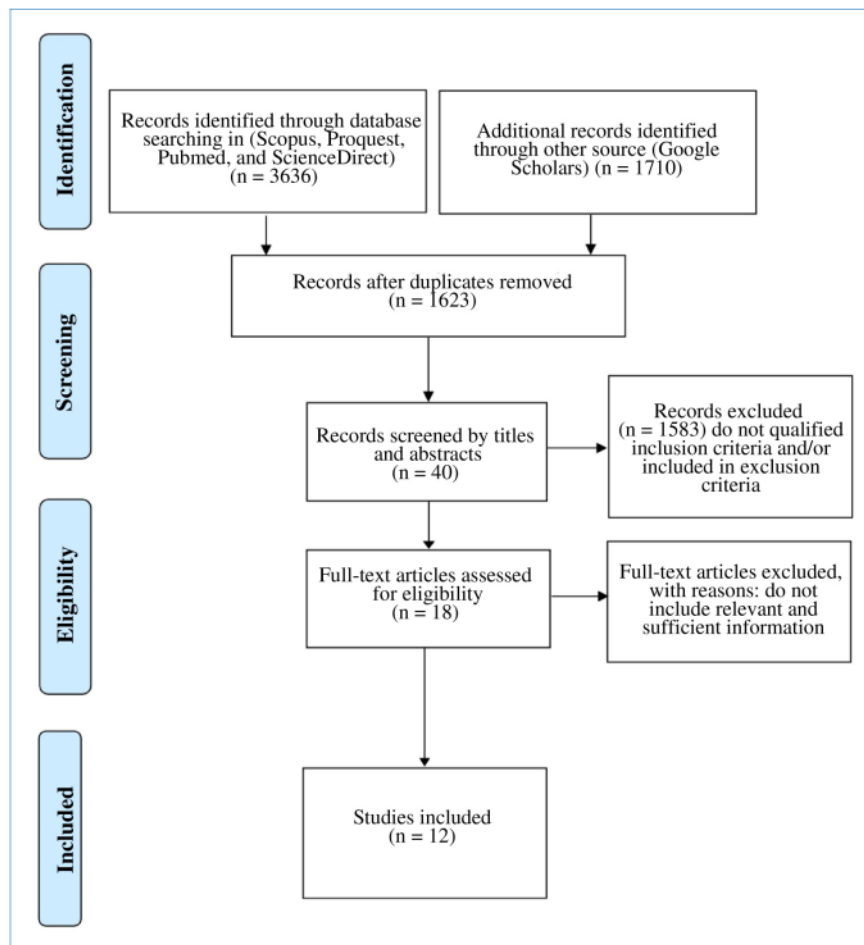 Identification
Records identified through database
searching in (Scopus, Proquest,
Pubmed, and ScienceDirect)
(n = 3636)
Additional records identified
through other source (Google
Scholars) (n = 1710)
Screening
Records after duplicates removed
(n = 1623)
Records screened by titles
and abstracts
(n = 40)
Records excluded
(n = 1583) do not qualified
inclusion criteria and/or
included in exclusion
criteria
Eligibility
Full-text articles assessed
for eligibility
(n = 18)
Full-text articles excluded,
with reasons: do not
include relevant and
sufficient information
Included
Studies included
(n = 12)